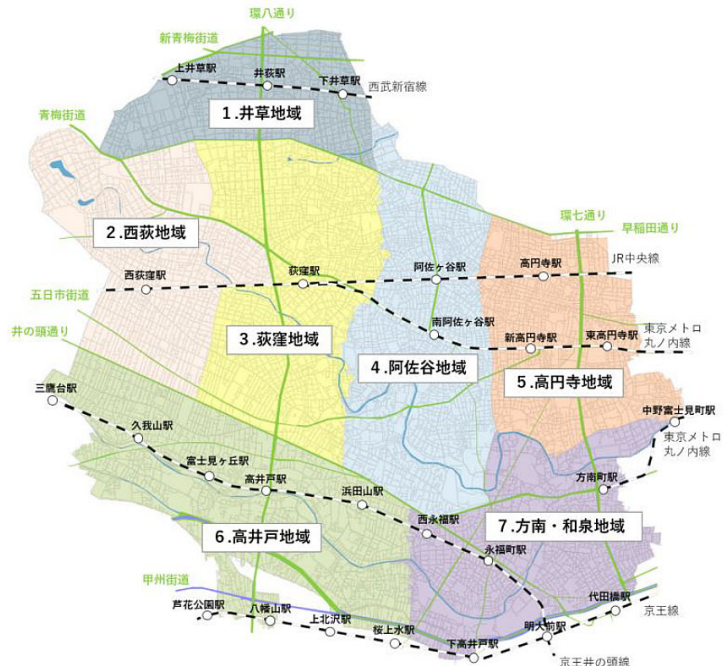 環八通り
新青梅街道
上井草駅
井荻駅
下井草駅
西武新宿線
1.井草地域
青梅街道
2.西荻地域
環七通り
早稲田通り
西荻窪駅
荻窪駅
阿佐ヶ谷駅
高円寺駅
JR中央線
五日市街道
井の頭通り
南阿佐ヶ谷駅
新高円寺駅
東高円寺駅
東京メトロ
丸ノ内線
3.荻窪地域
4.阿佐谷地域
5.高円寺地域
三鷹台駅
久我山駅
富士見ヶ丘駅
高井戸駅
浜田山駅
西永福駅
永福町駅
中野富士見町駅
東京メトロ
丸ノ内線
方南町駅
6.高井戸地域
7.方南・和泉地域
甲州街道
芦花公園駅
八幡山駅
上北沢駅
桜上水駅
下高井戸駅
明大前駅
代田橋駅
京王線
京王井の頭線